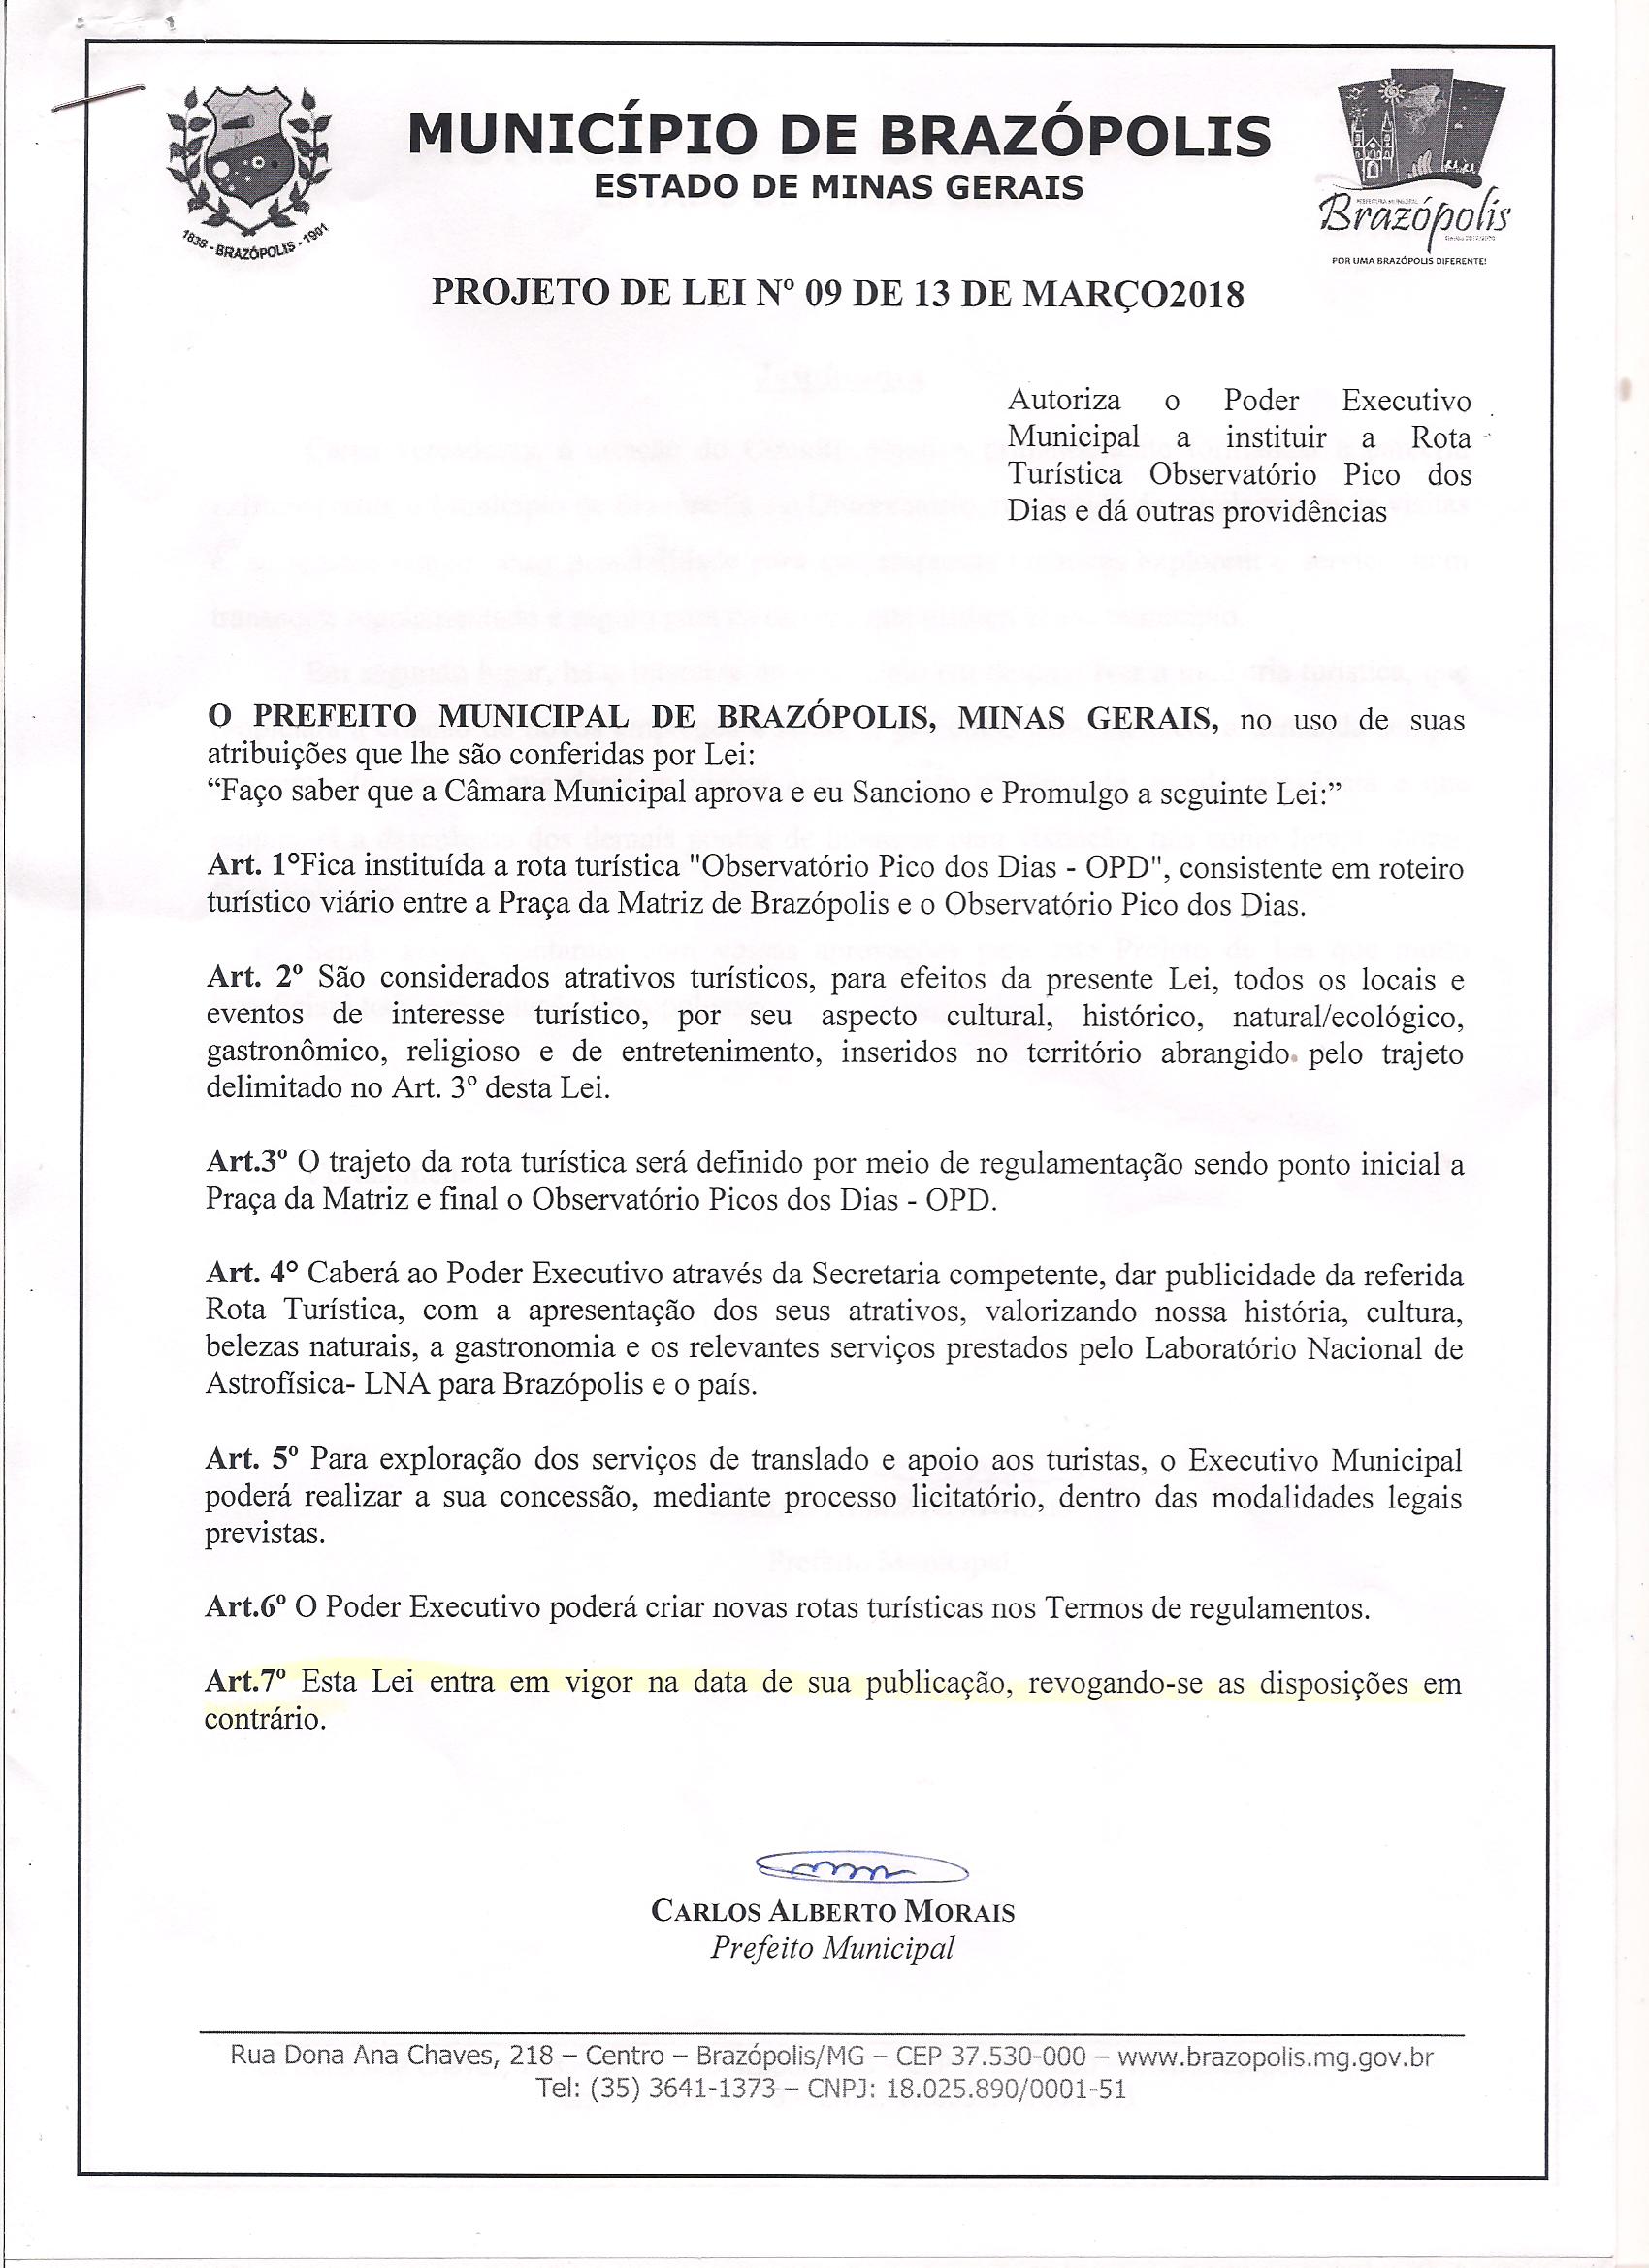 MUNICÍPIO DE BRAZÓPOLIS
ESTADO DE MINAS GERAIS
1838 - BRAZÓPOLIS - 1901
Brazópolis
POR UMA BRAZÓPOLIS DIFERENTE!
PROJETO DE LEI Nº 09 DE 13 DE MARÇO2018
Autoriza o Poder Executivo
Municipal a instituir a Rota
Turística Observatório Pico dos
Dias e dá outras providências
O PREFEITO MUNICIPAL DE BRAZÓPOLIS, MINAS GERAIS, no uso de suas
atribuições que lhe são conferidas por Lei:
“Faço saber que a Câmara Municipal aprova e eu Sanciono e Promulgo a seguinte Lei:”
Art. 1°Fica instituída a rota turística "Observatório Pico dos Dias - OPD", consistente em roteiro
turístico viário entre a Praça da Matriz de Brazópolis e o Observatório Pico dos Dias.
Art. 2º São considerados atrativos turísticos, para efeitos da presente Lei, todos os locais e
eventos de interesse turístico, por seu aspecto cultural, histórico, natural/ecológico,
gastronômico, religioso e de entretenimento, inseridos no território abrangido pelo trajeto
delimitado no Art. 3º desta Lei.
Art.3º O trajeto da rota turística será definido por meio de regulamentação sendo ponto inicial a
Praça da Matriz e final o Observatório Picos dos Dias - OPD.
Art. 4° Caberá ao Poder Executivo através da Secretaria competente, dar publicidade da referida
Rota Turística, com a apresentação dos seus atrativos, valorizando nossa história, cultura,
belezas naturais, a gastronomia e os relevantes serviços prestados pelo Laboratório Nacional de
Astrofísica- LNA para Brazópolis e o país.
Art. 5º Para exploração dos serviços de translado e apoio aos turistas, o Executivo Municipal
poderá realizar a sua concessão, mediante processo licitatório, dentro das modalidades legais
previstas.
Art.6º O Poder Executivo poderá criar novas rotas turísticas nos Termos de regulamentos.
Art.7º Esta Lei entra em vigor na data de sua publicação, revogando-se as disposições em
contrário.
CARLOS ALBERTO MORAIS
Prefeito Municipal
Rua Dona Ana Chaves, 218 – Centro – Brazópolis/MG – CEP 37.530-000 – www.brazopolis.mg.gov.br
Tel: (35) 3641-1373 – CNPJ: 18.025.890/0001-51